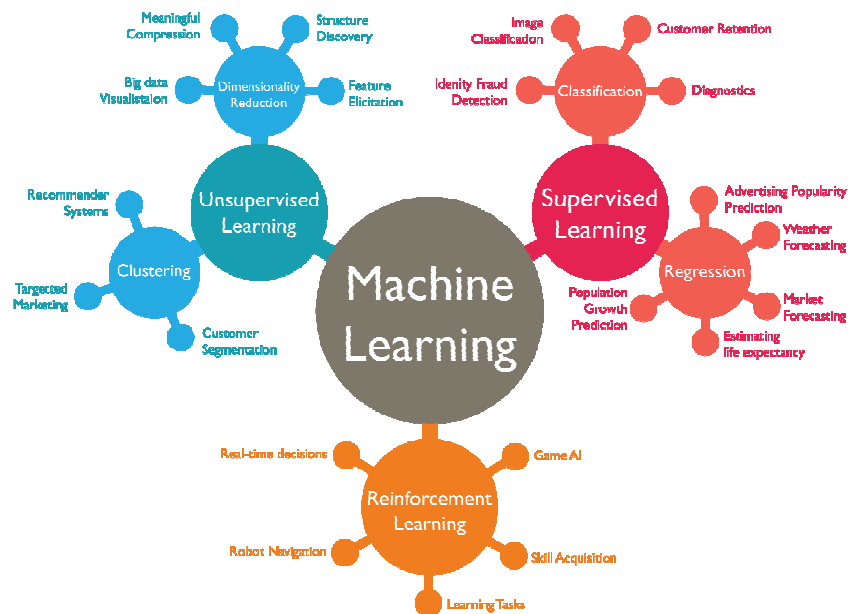 Meaningful
Compression
Structure
Discovery
Big data
Visualistaion
Dimensionality
Reduction
Feature
Elicitation
Unsupervised
Learning
Recommender
Systems
Clustering
Targetted
Marketing
Customer
Segmentation
Machine
Learning
Image
Classification
Customer Retention
Idenity Fraud
Detection
Classification
Diagnostics
Supervised
Learning
Advertising Popularity
Prediction
Weather
Forecasting
Regression
Population
Growth
Prediction
Market
Forecasting
Estimating
life expectancy
Real-time decisions
Game AI
Reinforcement
Learning
Robot Navigation
Skill Acquisition
Learning Tasks